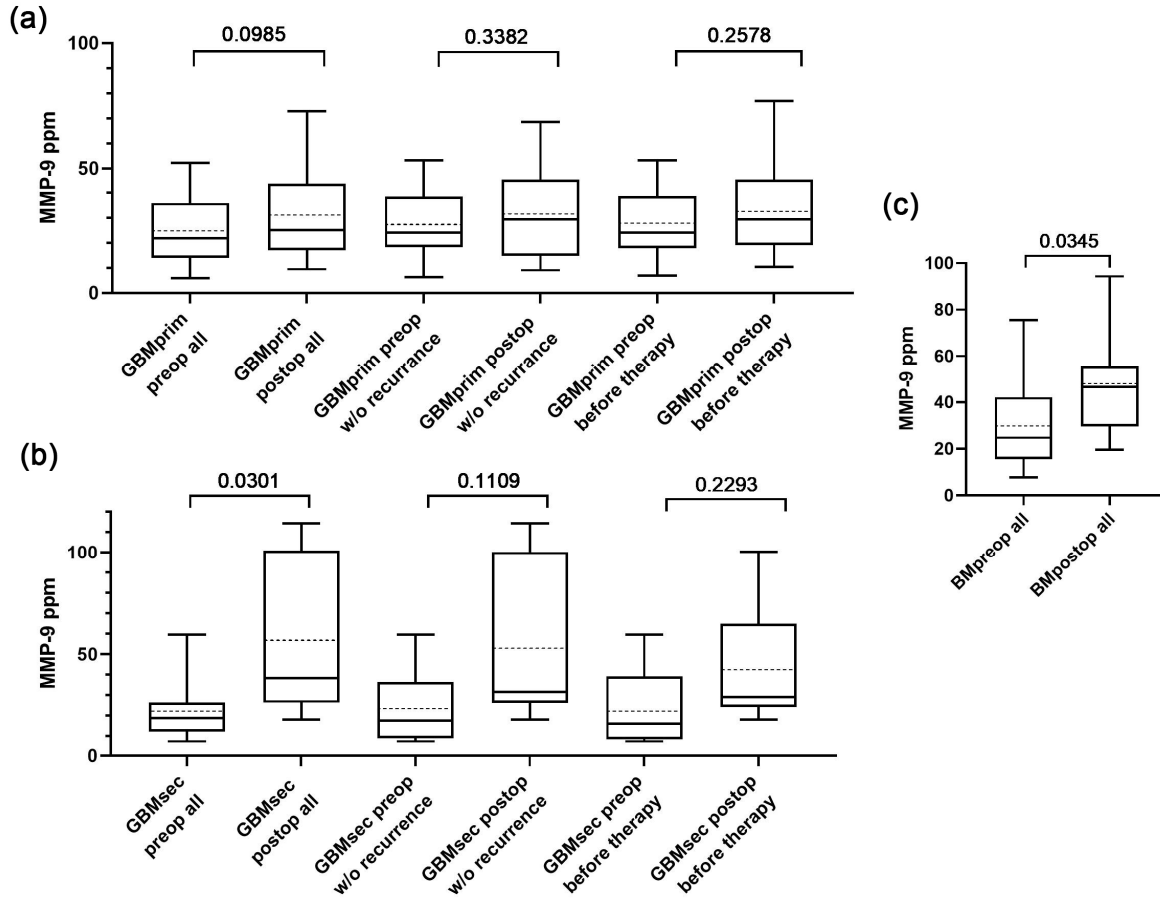 (a)
0.0985
0.3382
0.2578
100
50
0
MMP-9 ppm
GBMprim
preop all
GBMprim
postop all
GBMprim preop
w/o recurrance
GBMprim postop
w/o recurrance
GBMprim preop
before therapy
GBMprim postop
before therapy
(b)
0.0301
0.1109
0.2293
100
50
0
MMP-9 ppm
GBMsec
preop all
GBMsec
postop all
GBMsec preop
w/o recurrence
GBMsec postop
w/o recurrence
GBMsec preop
before therapy
GBMsec postop
before therapy
(c)
0.0345
100
80
60
40
20
0
MMP-9 ppm
BMpreop all
BMpostop all